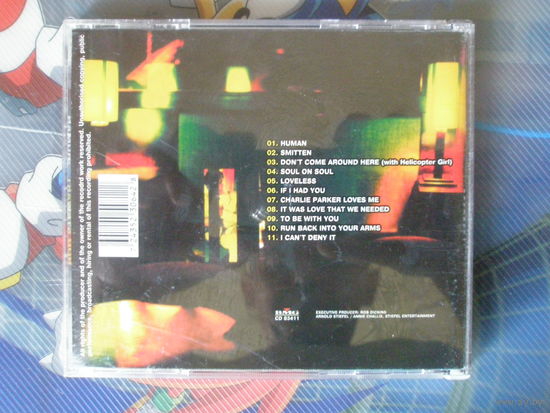 01. HUMAN
02. SMITTEN
03. DON'T COME AROUND HERE (with Helicopter Girl)
04. SOUL ON SOUL
05. LOVELESS
06. IF I HAD YOU
07. CHARLIE PARKER LOVES ME
08. IT WAS LOVE THAT WE NEEDED
09. TO BE WITH YOU
10. RUN BACK INTO YOUR ARMS
11. I CAN'T DENY IT
BMG
CD 83411
EXECUTIVE PRODUCER: ROB DICKINS
ARNOLD STIEFEL / ANNIE CHALLIS, STIEFEL ENTERTAINMENT
All rights of the producer and of the owner of the recoedrd work reserved. Unauthorised copying, public
performance, broadcasting, hiring or rental of this recording prohibited.